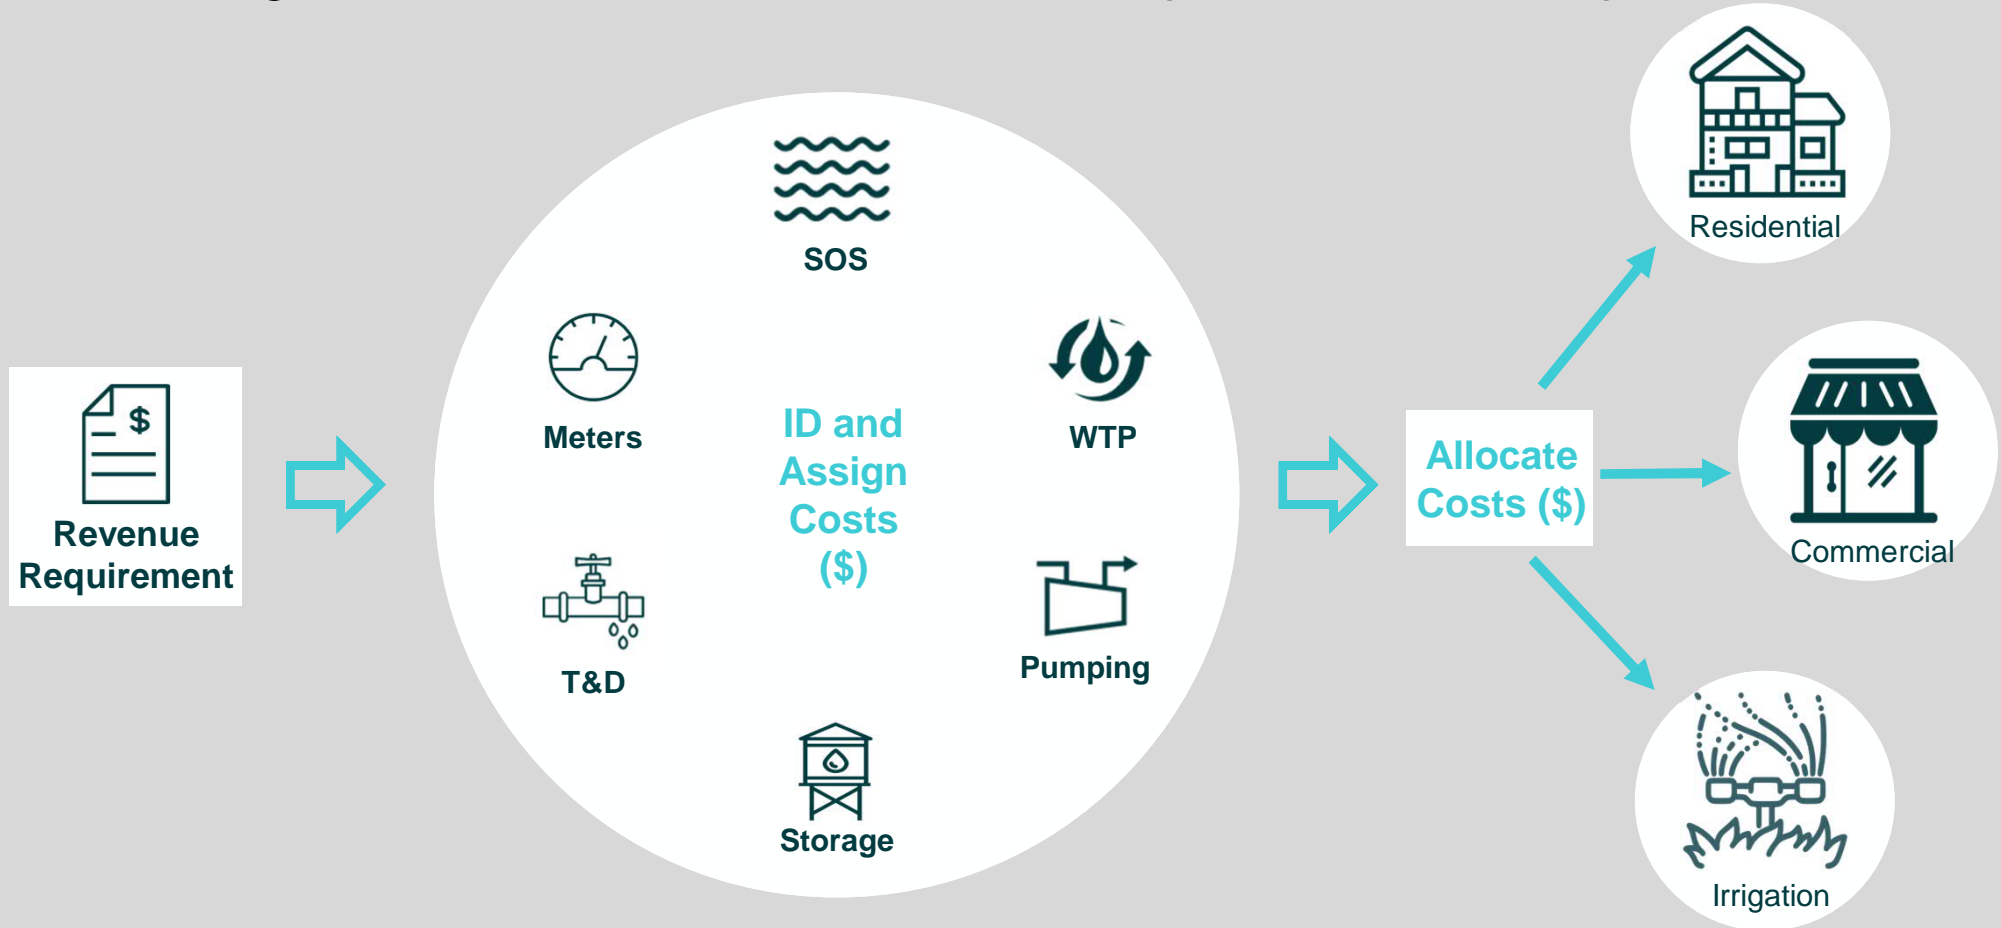 Revenue
Requirement
$
SOS
Meters
WTP
ID and
Assign
Costs
($)
T&D
Pumping
Storage
Allocate
Costs ($)
Residential
Commercial
Irrigation